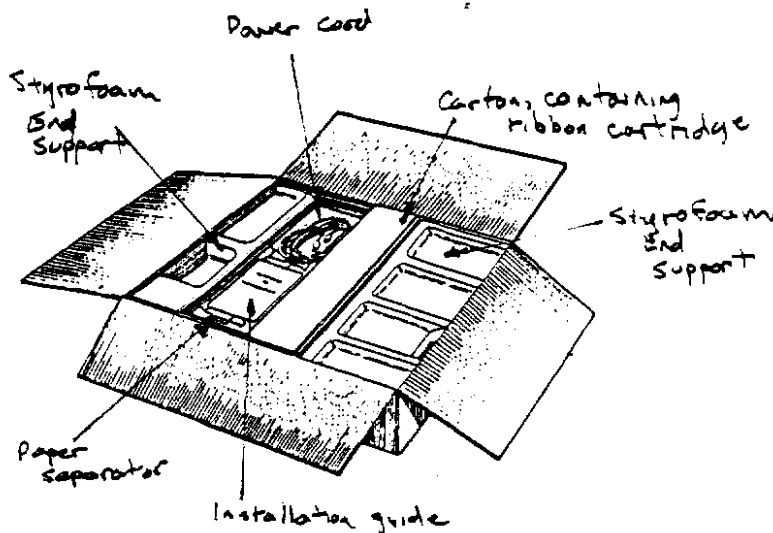 Power cord
Styrofoam
End
Support
Carton, containing
ribbon cartridge
Styrofoam
End
Support
Paper
separator
Installation guide